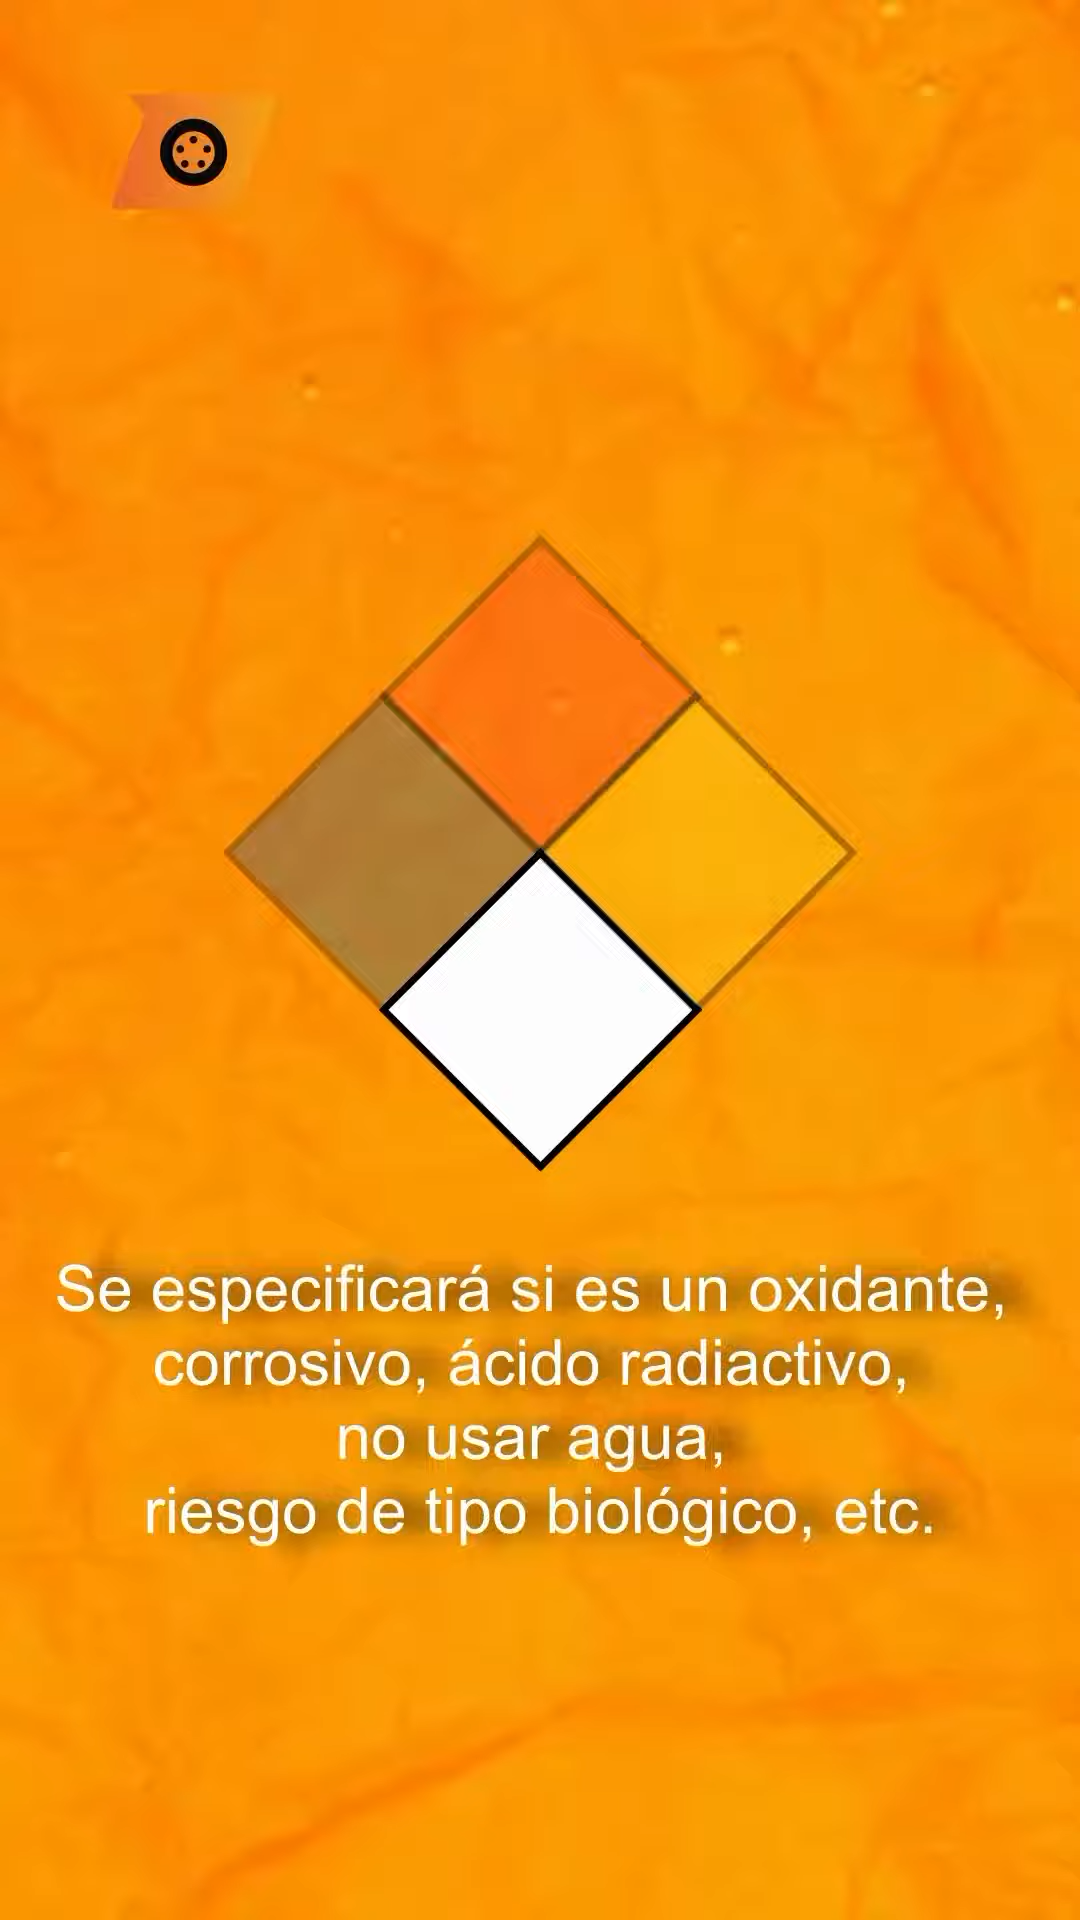 Se especificará si es un oxidante,
corrosivo, ácido radiactivo,
no usar agua,
riesgo de tipo biológico, etc.